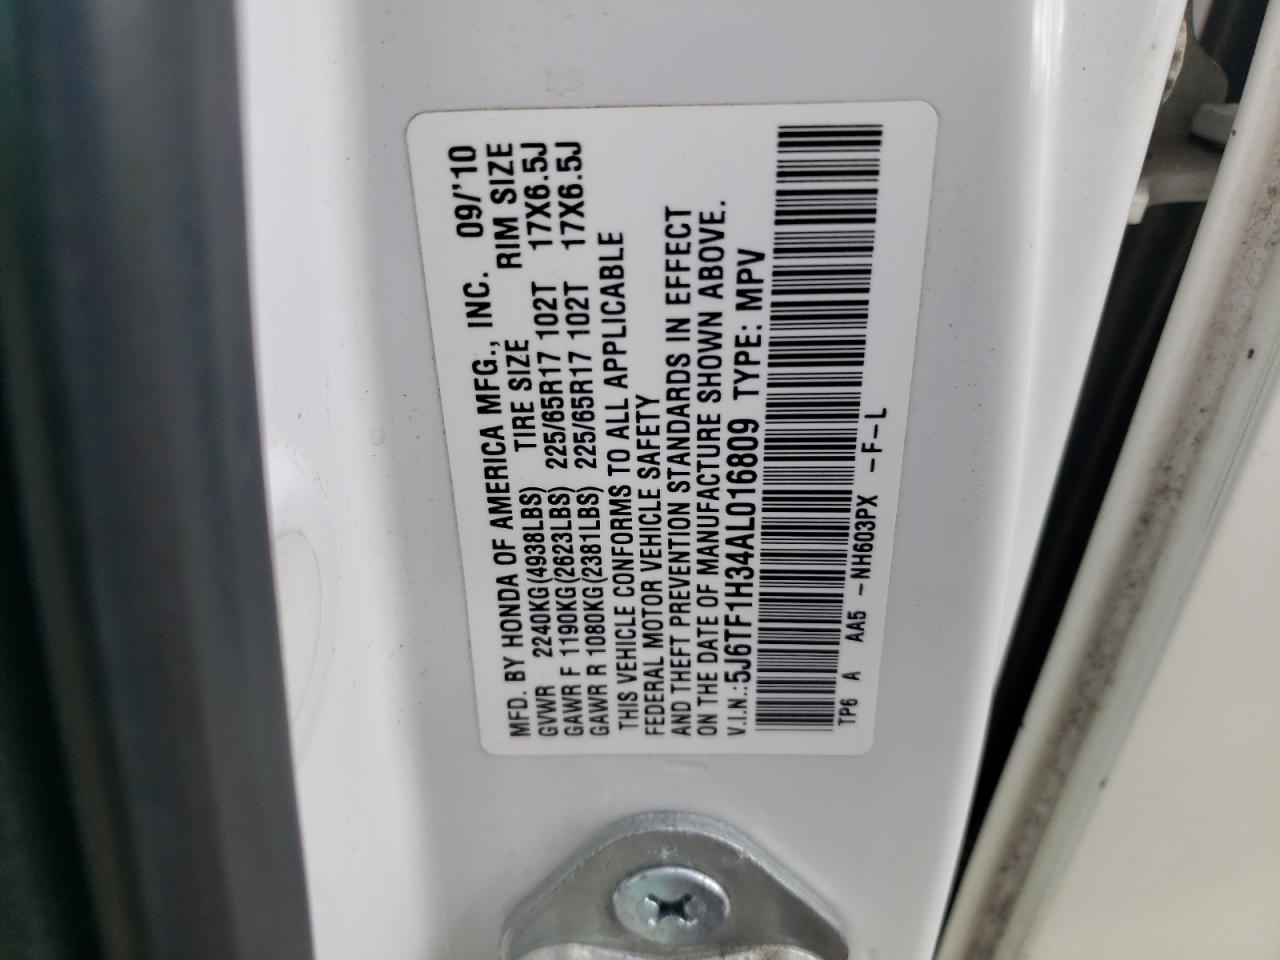 MFD. BY HONDA OF AMERICA MFG., INC. 09/'10
GVWR 2240KG(4938LBS) TIRE SIZE RIM SIZE
GAWR F 1190KG(2623LBS) 225/65R17 102T 17X6.5J
GAWR R 1080KG(2381LBS) 225/65R17 102T 17X6.5J
THIS VEHICLE CONFORMS TO ALL APPLICABLE
FEDERAL MOTOR VEHICLE SAFETY
AND THEFT PREVENTION STANDARDS IN EFFECT
ON THE DATE OF MANUFACTURE SHOWN ABOVE.
V.I.N.:5J6TF1H34AL016809 TYPE: MPV
TP6 A AA5 -NH603PX -F-L